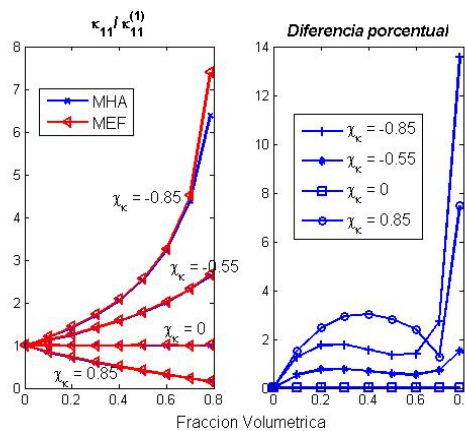 κ₁₁/κ₁₁⁽¹⁾
8
7
6
5
4
3
2
1
0
0 0.2 0.4 0.6 0.8
MHA
MEF
χκ = -0.85
χκ = -0.55
χκ = 0
χκ = 0.85
Diferencia porcentual
14
12
10
8
6
4
2
0
0 0.2 0.4 0.6 0.8
χκ = -0.85
χκ = -0.55
χκ = 0
χκ = 0.85
Fraccion Volumetrica